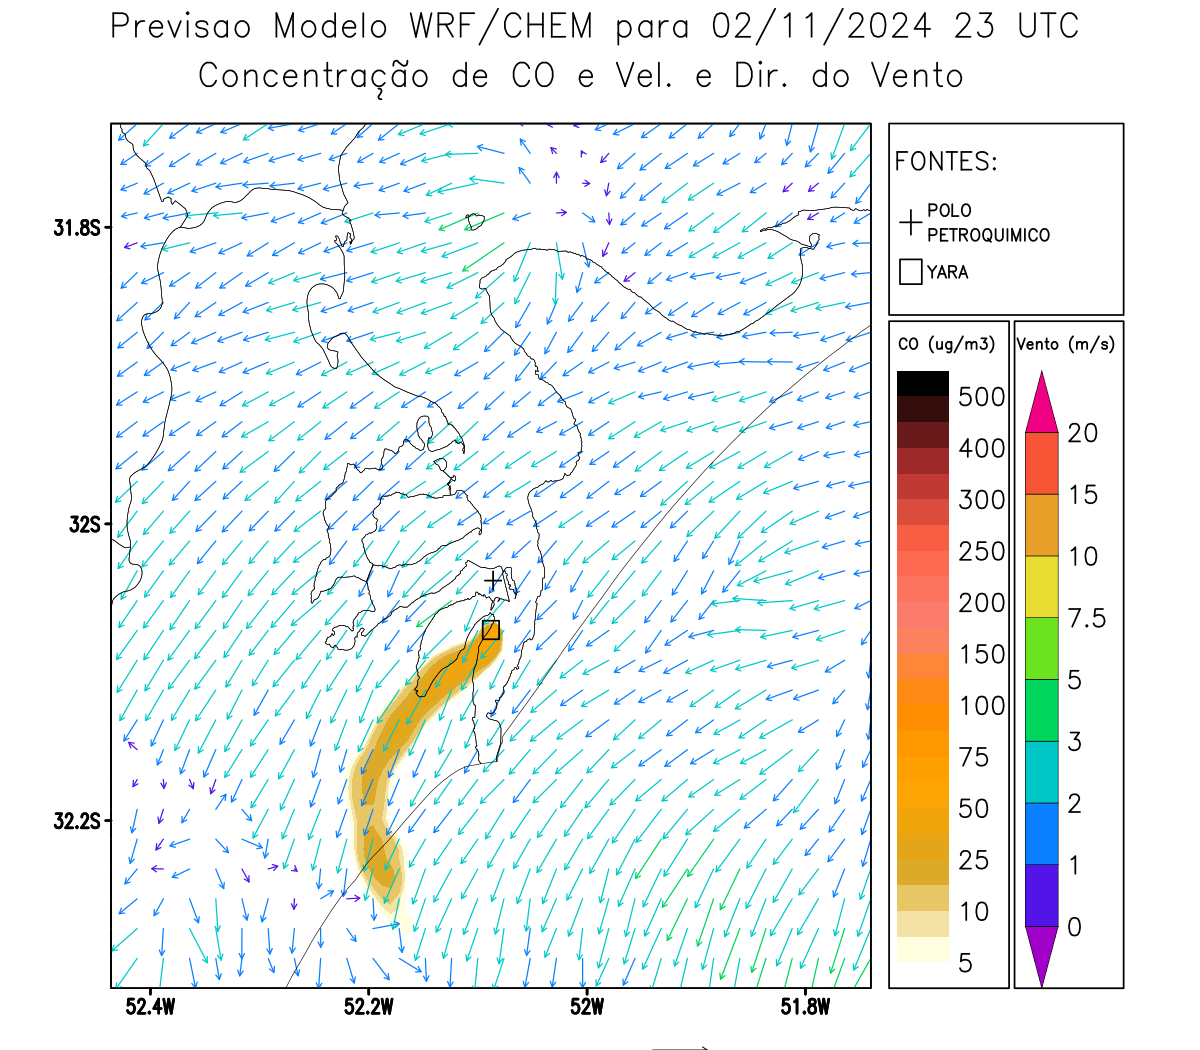 Previsao Modelo WRF/CHEM para 02/11/2024 23 UTC
Concentração de CO e Vel. e Dir. do Vento
FONTES:
POLO
PETROQUIMICO
YARA
31.8S
32S
32.2S
52.4W
52.2W
52W
51.8W
CO (ug/m3)
500
400
300
250
200
150
100
75
50
25
10
5
Vento (m/s)
20
15
10
7.5
5
3
2
1
0